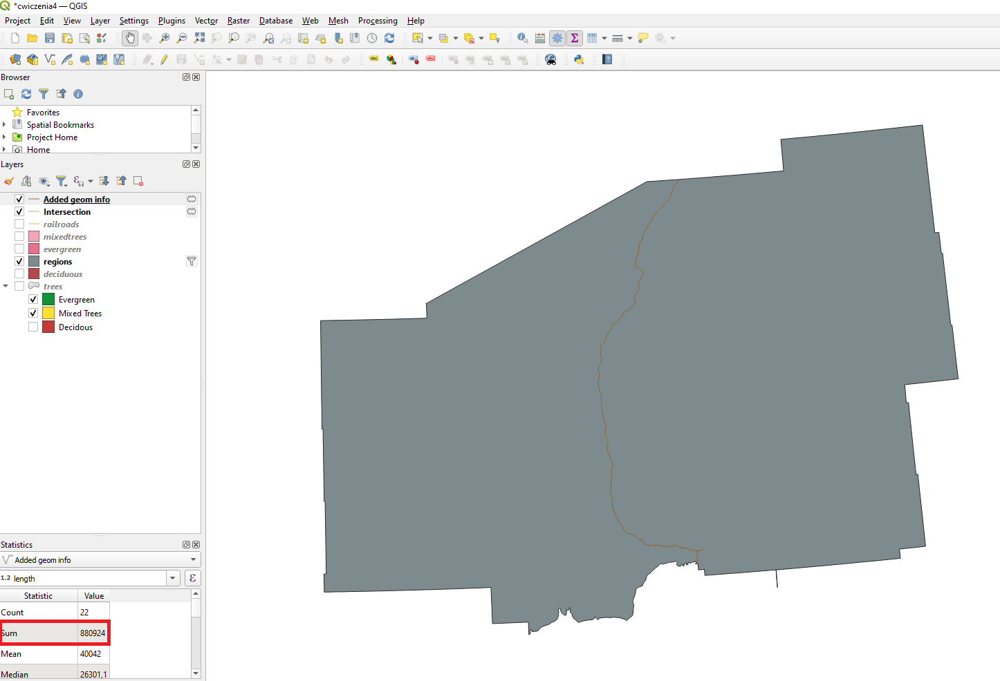 *cwiczenia4 — QGIS
Project Edit View Layer Settings Plugins Vector Raster Database Web Mesh Processing Help
Browser
Favorites
Spatial Bookmarks
Project Home
Home
Layers
Added geom info
Intersection
railroads
mixedtrees
evergreen
regions
deciduous
trees
Evergreen
Mixed Trees
Decidous
Statistics
Added geom info
1.2 length
ε
Statistic Value
Count 22
Sum 880924
Mean 40042
Median 26301,1